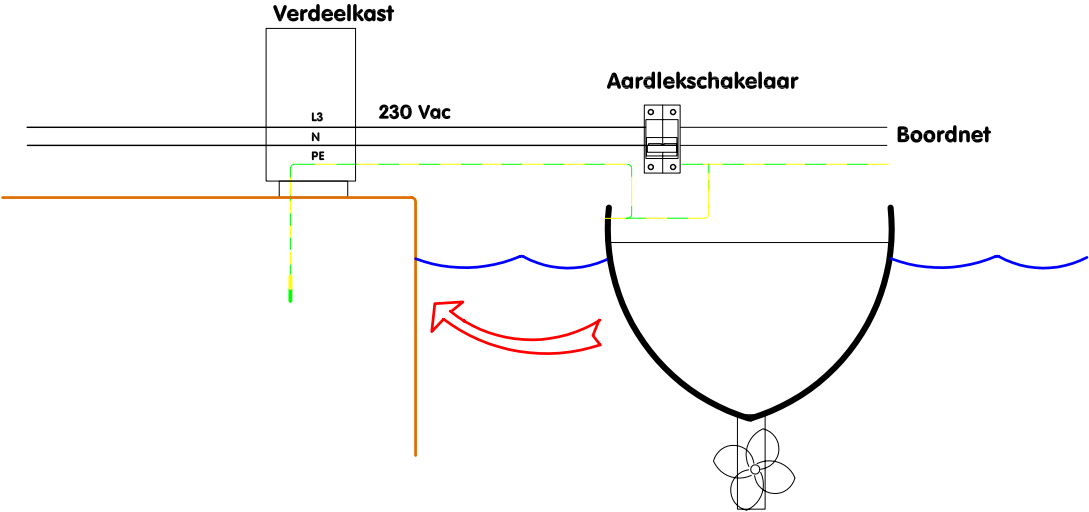 Verdeelkast
Aardlekschakelaar
230 Vac
L3
N
PE
Boordnet